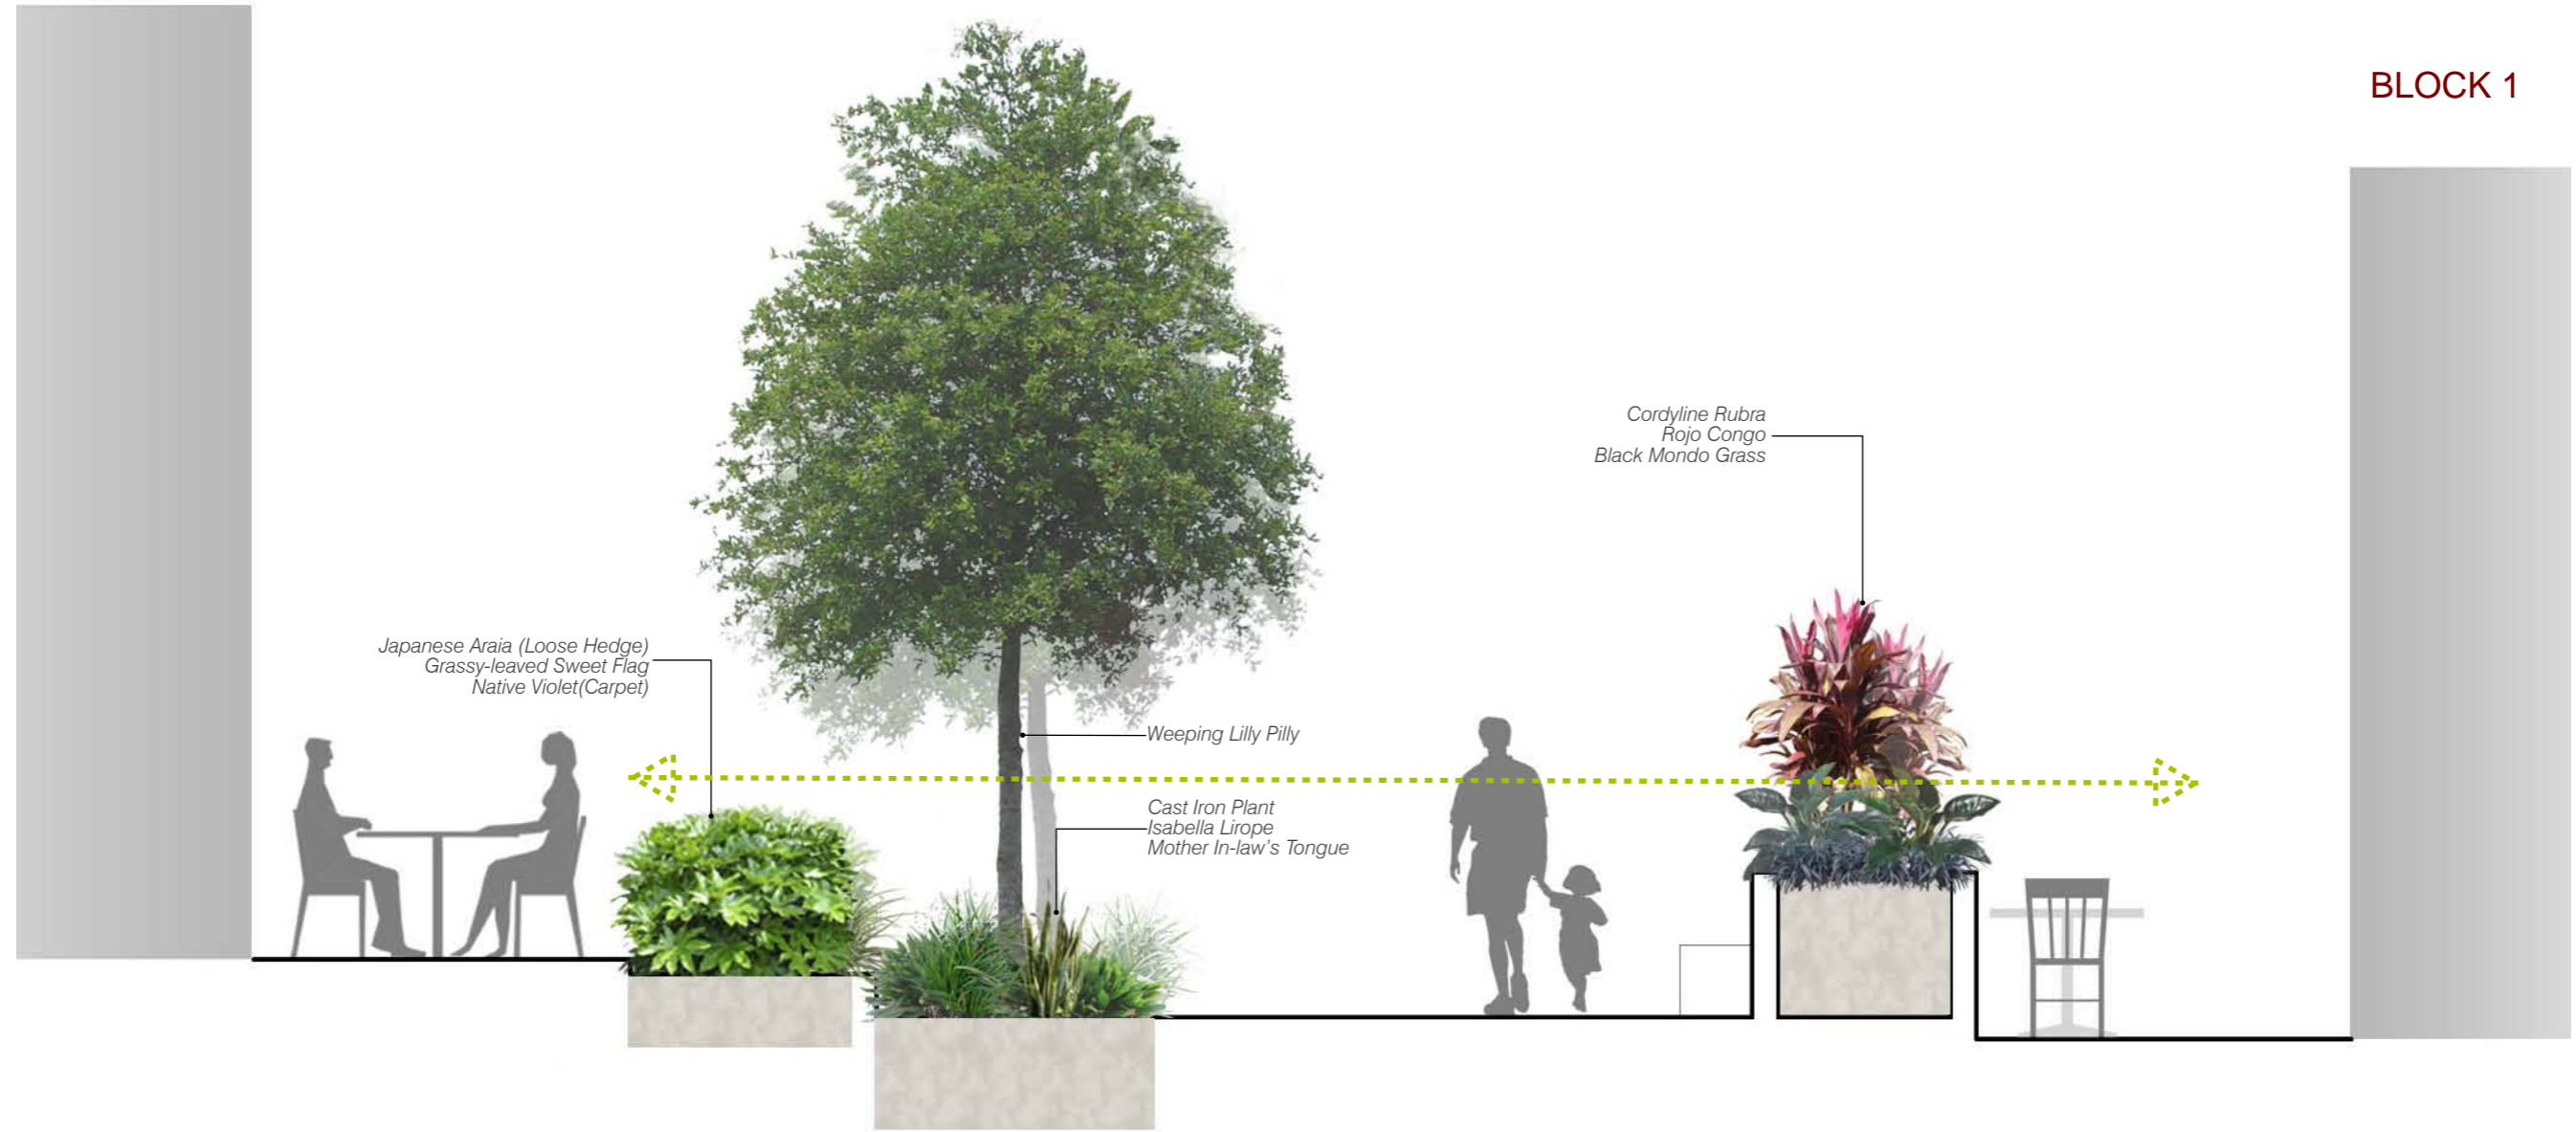 BLOCK 1
Cordyline Rubra
Rojo Congo
Black Mondo Grass
Japanese Araia (Loose Hedge)
Grassy-leaved Sweet Flag
Native Violet(Carpet)
Weeping Lilly Pilly
Cast Iron Plant
Isabella Lirope
Mother In-law's Tongue